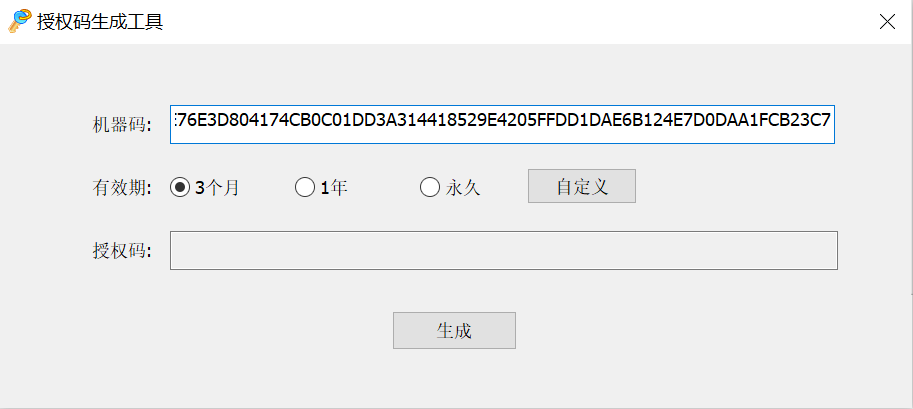 授权码生成工具
机器码: 76E3D804174CB0C01DD3A314418529E4205FFDD1DAE6B124E7D0DAA1FCB23C7
有效期: 3个月 1年 永久 自定义
授权码:
生成